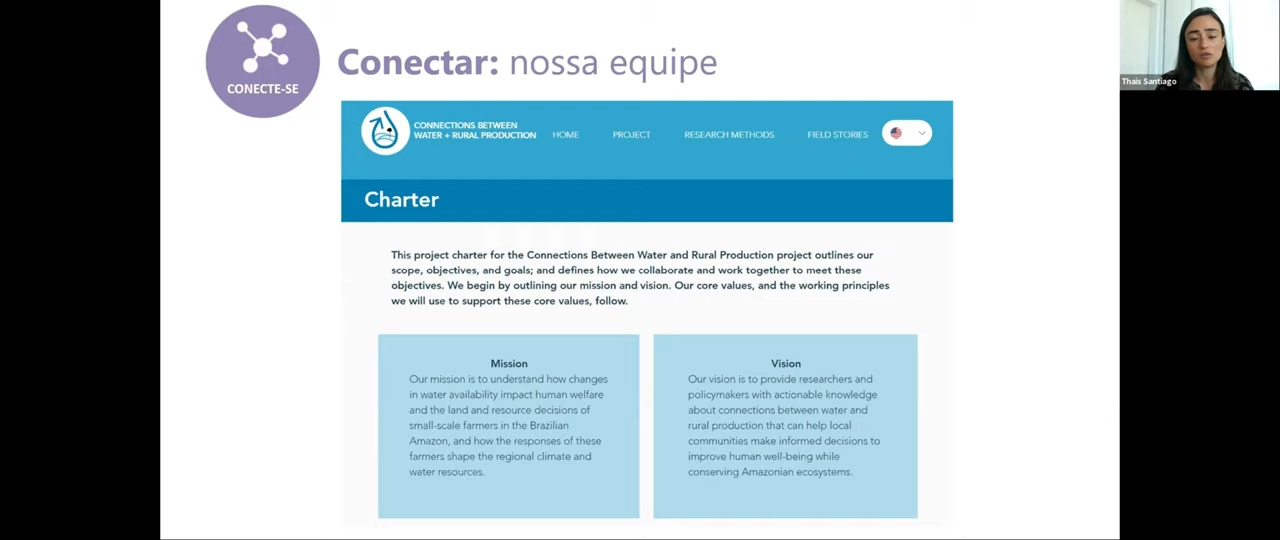 CONECTE-SE
Conectar: nossa equipe
Thais Santiago
CONNECTIONS BETWEEN
WATER + RURAL PRODUCTION
HOME
PROJECT
RESEARCH METHODS
FIELD STORIES
Charter
This project charter for the Connections Between Water and Rural Production project outlines our
scope, objectives, and goals; and defines how we collaborate and work together to meet these
objectives. We begin by outlining our mission and vision. Our core values, and the working principles
we will use to support these core values, follow.
Mission
Our mission is to understand how changes
in water availability impact human welfare
and the land and resource decisions of
small-scale farmers in the Brazilian
Amazon, and how the responses of these
farmers shape the regional climate and
water resources.
Vision
Our vision is to provide researchers and
policymakers with actionable knowledge
about connections between water and
rural production that can help local
communities make informed decisions to
improve human well-being while
conserving Amazonian ecosystems.